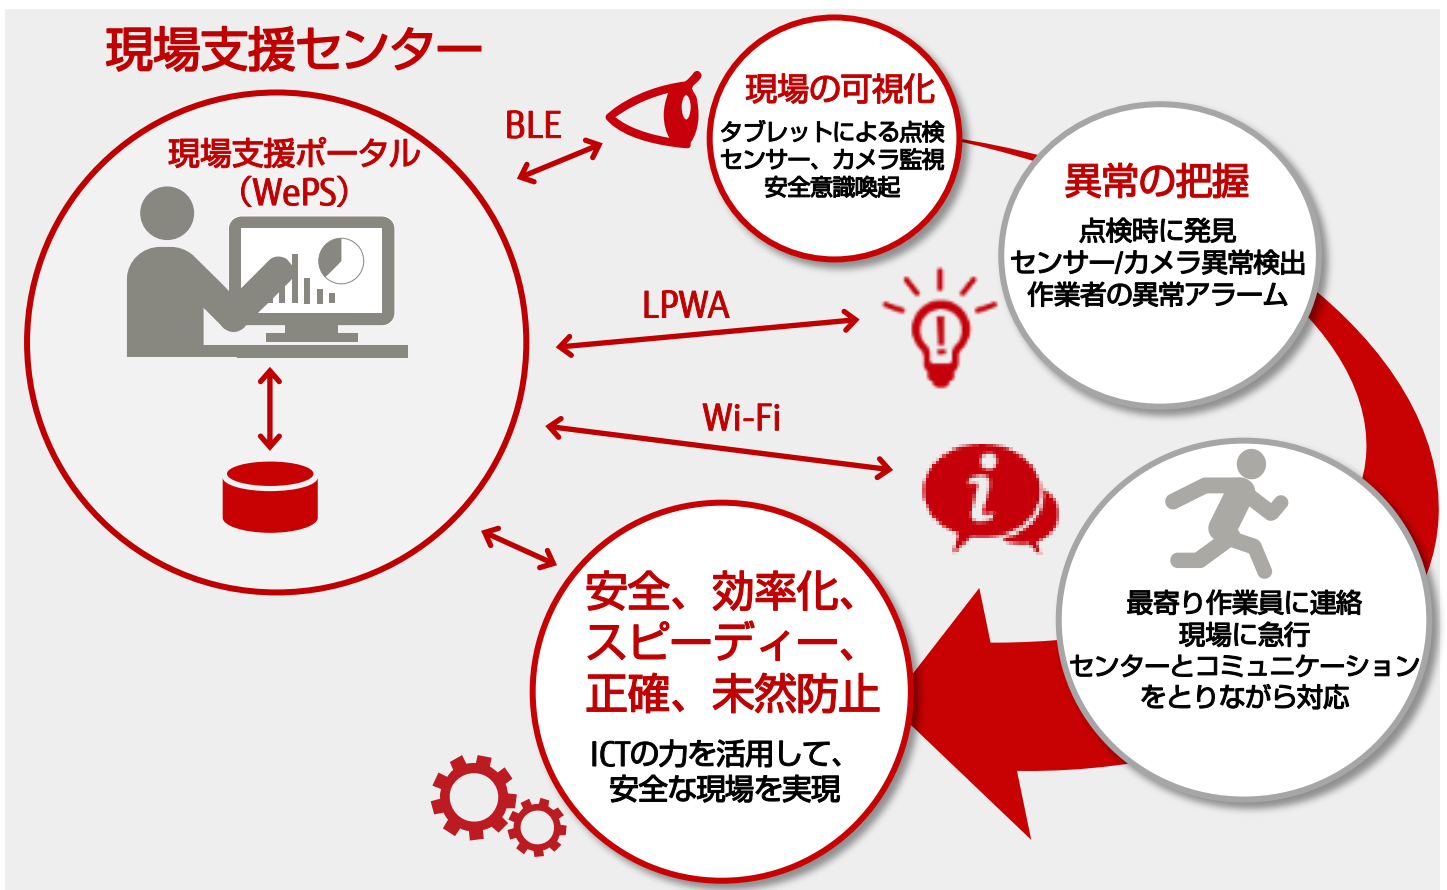 現場支援センター
現場支援ポータル
（WePS）
BLE
現場の可視化
タブレットによる点検
センサー、カメラ監視
安全意識喚起
異常の把握
点検時に発見
センサー/カメラ異常検出
作業者の異常アラーム
LPWA
Wi-Fi
最寄り作業員に連絡
現場に急行
センターとコミュニケーション
をとりながら対応
安全、効率化、
スピーディー、
正確、未然防止
ICTの力を活用して、
安全な現場を実現